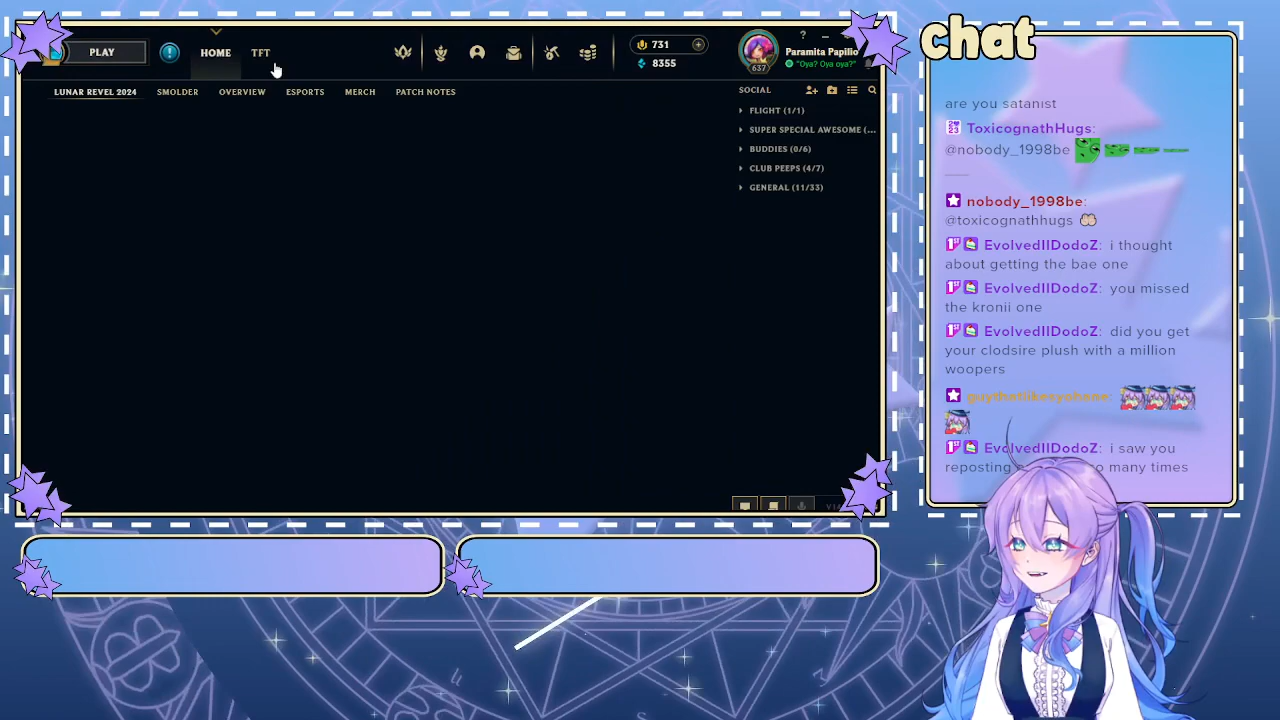 PLAY
HOME
TFT
731
8355
637
?
Paramita Papilio
"Oya? Oya oya?"
LUNAR REVEL 2024
SMOLDER
OVERVIEW
ESPORTS
MERCH
PATCH NOTES
SOCIAL
FLIGHT (1/1)
SUPER SPECIAL AWESOME (...
BUDDIES (0/6)
CLUB PEEPS (4/7)
GENERAL (11/33)
chat
are you satanist
ToxicognathHugs:
@nobody_1998be
nobody_1998be:
@toxicognathhugs
EvolvedIIDodoZ: i thought
about getting the bae one
EvolvedIIDodoZ: you missed
the kronii one
EvolvedIIDodoZ: did you get
your clodsire plush with a million
woopers
EvolvedIIDodoZ: i saw you
reposting so many times